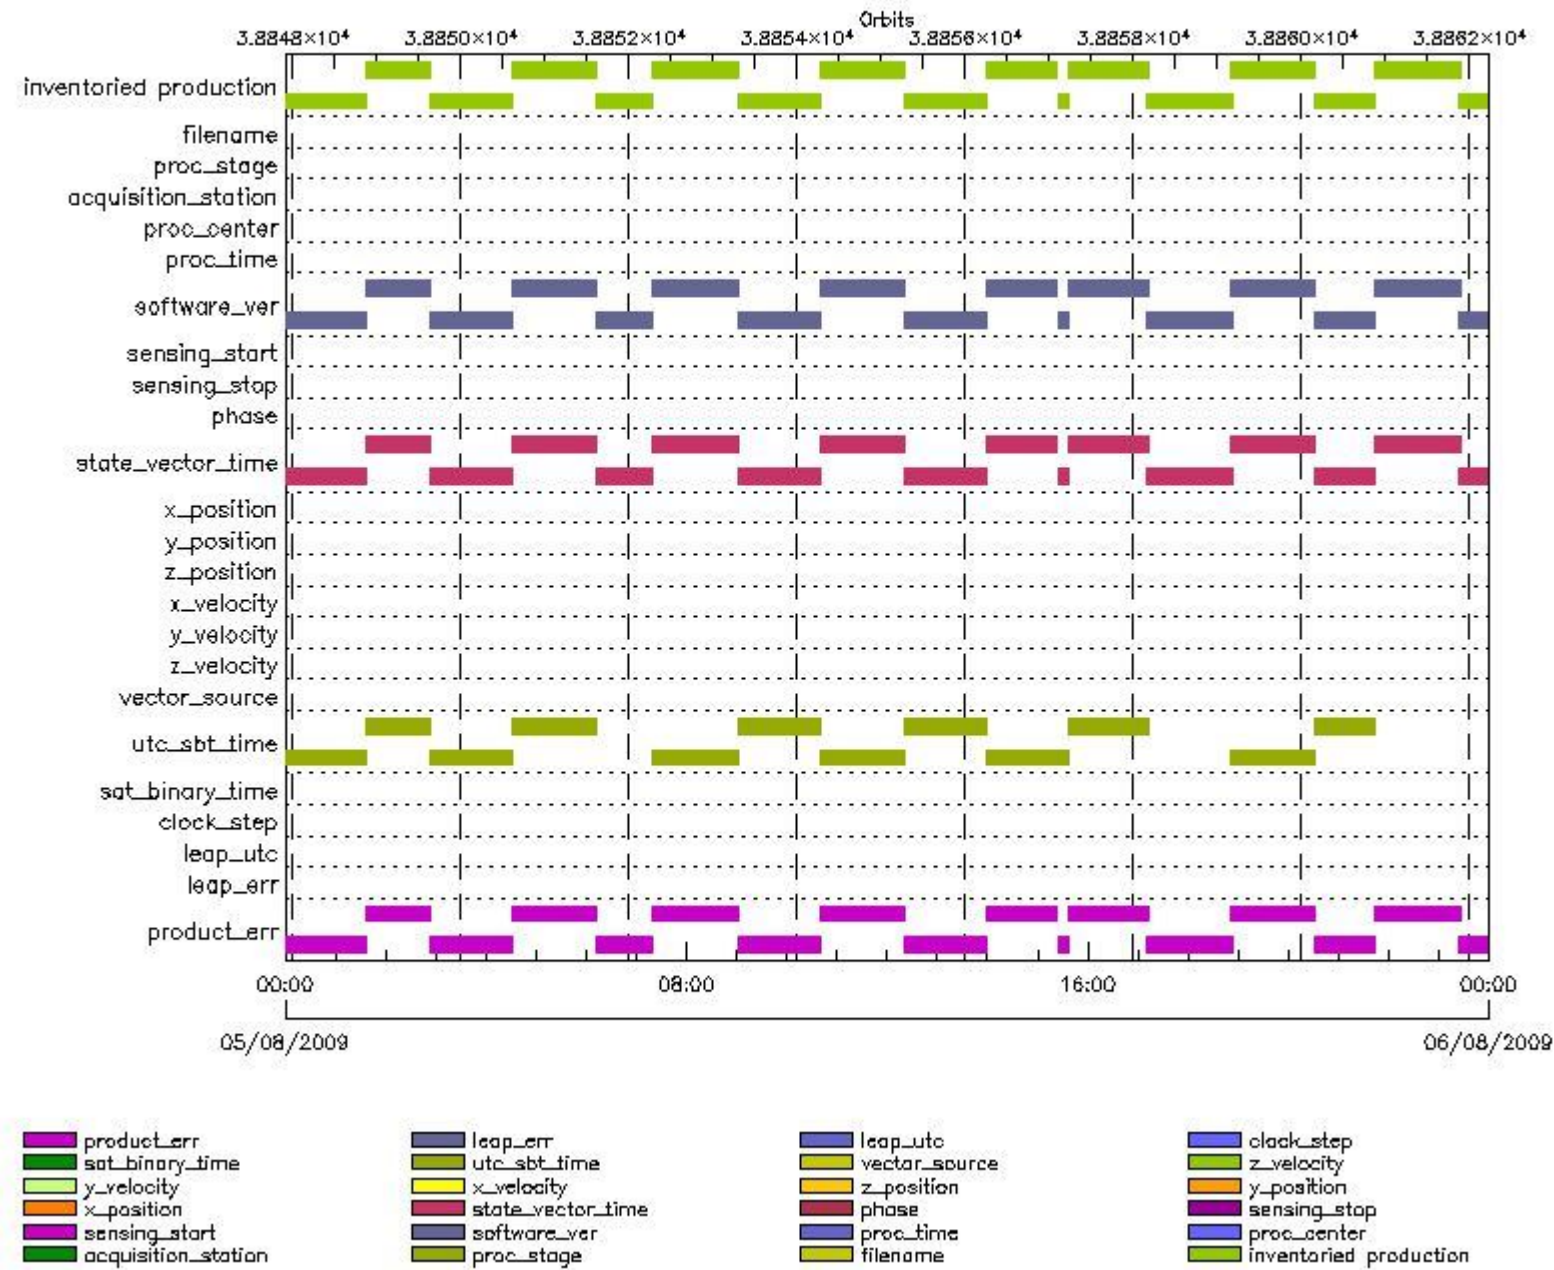 Orbits
3.8848×10⁴ 3.8850×10⁴ 3.8852×10⁴ 3.8854×10⁴ 3.8856×10⁴ 3.8858×10⁴ 3.8860×10⁴ 3.8862×10⁴
inventoried production
filename
proc_stage
acquisition_station
proc_center
proc_time
software_ver
sensing_start
sensing_stop
phase
state_vector_time
x_position
y_position
z_position
x_velocity
y_velocity
z_velocity
vector_source
utc_sbt_time
sat_binary_time
clock_step
leap_utc
leap_err
product_err
00:00 08:00 16:00 00:00
05/08/2009 06/08/2009
product_err leap_err leap_utc clock_step
sat_binary_time utc_sbt_time vector_source z_velocity
y_velocity x_velocity z_position y_position
x_position state_vector_time phase sensing_stop
sensing_start software_ver proc_time proc_center
acquisition_station proc_stage filename inventoried production